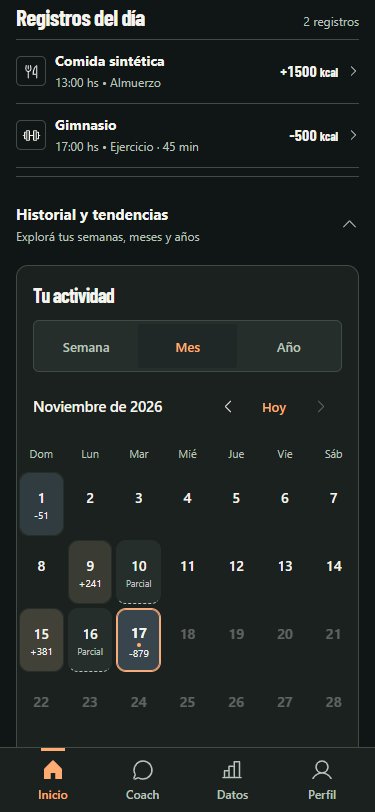 Registros del día
2 registros
Comida sintética
13:00 hs • Almuerzo
+1500 kcal
Gimnasio
17:00 hs • Ejercicio · 45 min
-500 kcal
Historial y tendencias
Explorá tus semanas, meses y años
Tu actividad
Semana Mes Año
Noviembre de 2026
Hoy
Dom Lun Mar Mié Jue Vie Sáb
1 2 3 4 5 6 7
-51
8 9 10 11 12 13 14
+241 Parcial
15 16 17 18 19 20 21
+381 Parcial -879
22 23 24 25 26 27 28
Inicio Coach Datos Perfil